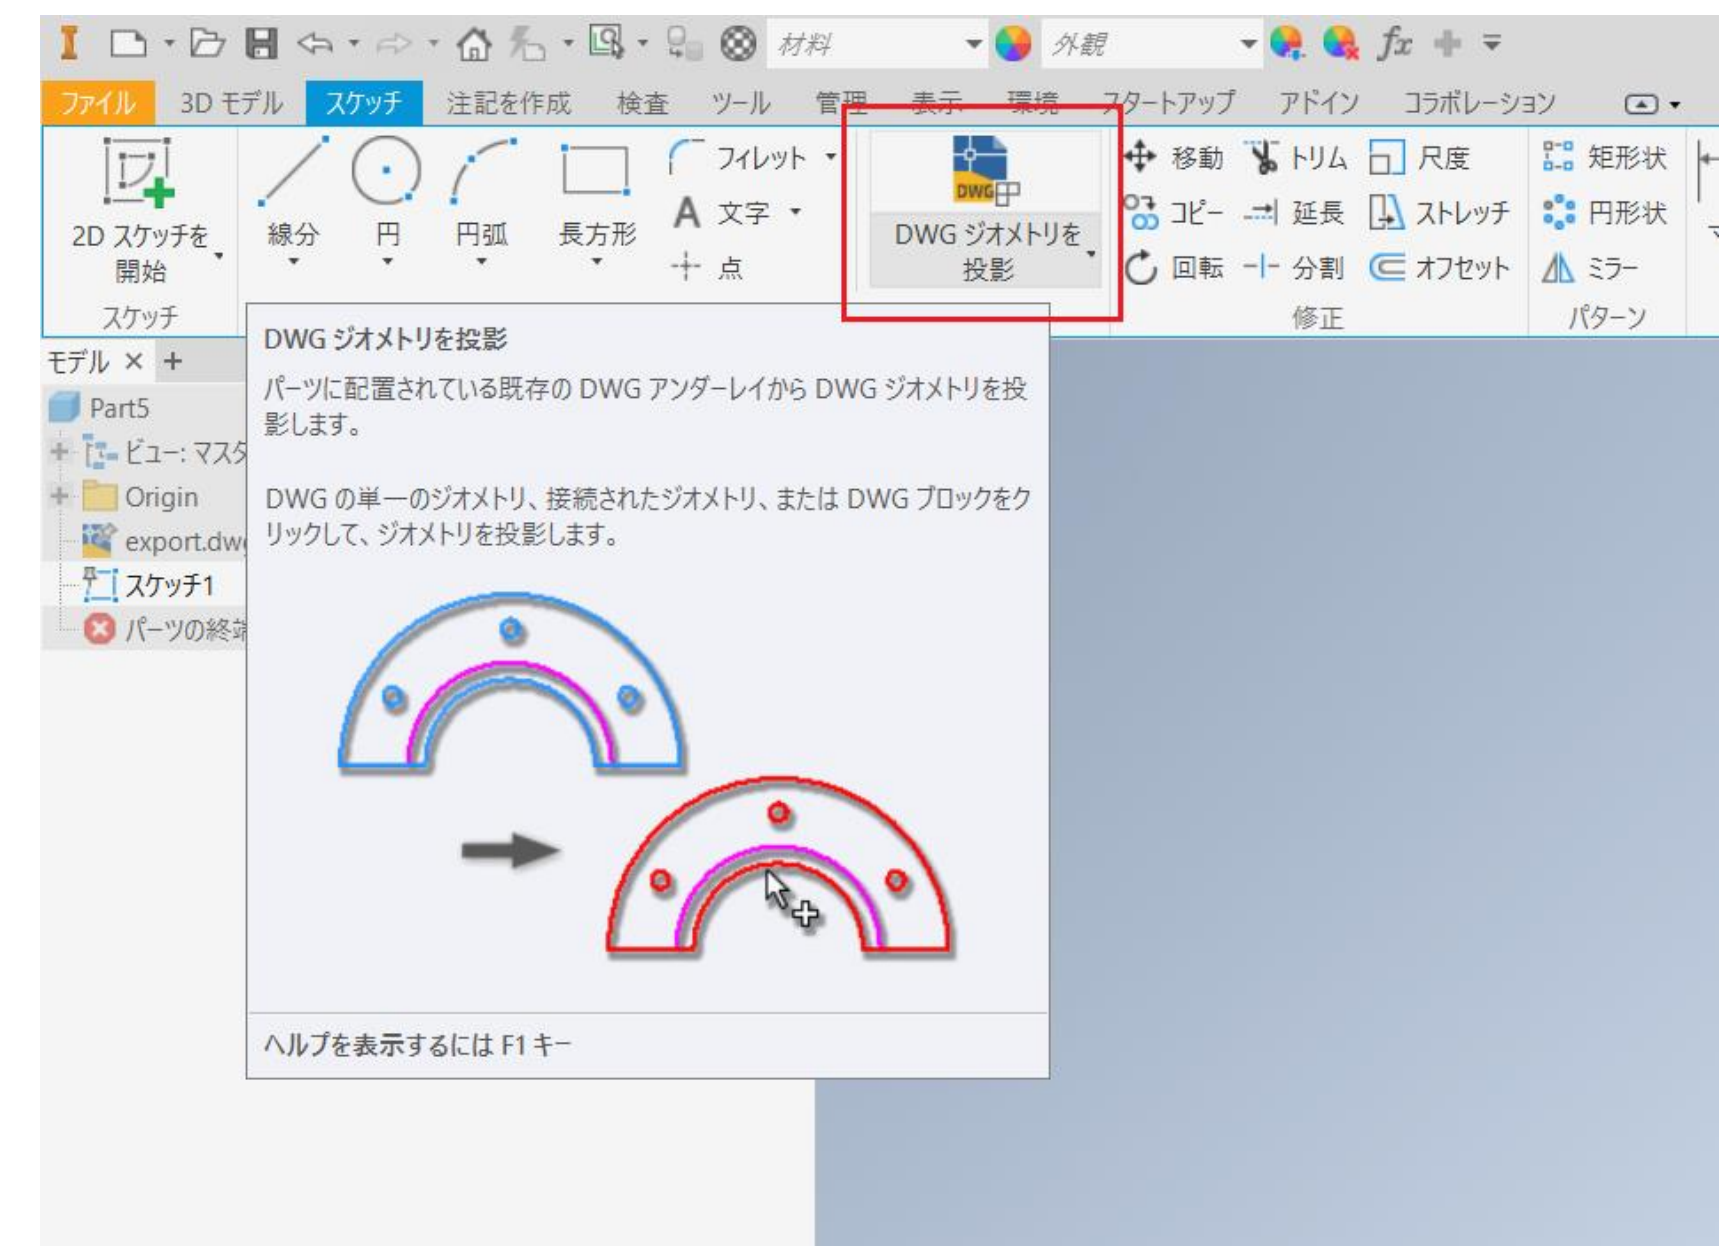 材料
外観
fx
ファイル 3D モデル スケッチ 注記を作成 検査 ツール 管理 表示 環境 スタートアップ アドイン コラボレーション
2D スケッチを
開始
スケッチ
線分
円
円弧
長方形
フィレット
A 文字
点
DWG
DWG ジオメトリを
投影
移動 トリム 尺度
コピー 延長 ストレッチ
回転 分割 オフセット
修正
矩形状
円形状
ミラー
パターン
モデル × +
Part5
ビュー: マスタ
Origin
export.dw
スケッチ1
パーツの終端
DWG ジオメトリを投影
パーツに配置されている既存の DWG アンダーレイから DWG ジオメトリを投
影します。
DWG の単一のジオメトリ、接続されたジオメトリ、または DWG ブロックをク
リックして、ジオメトリを投影します。
ヘルプを表示するには F1 キー